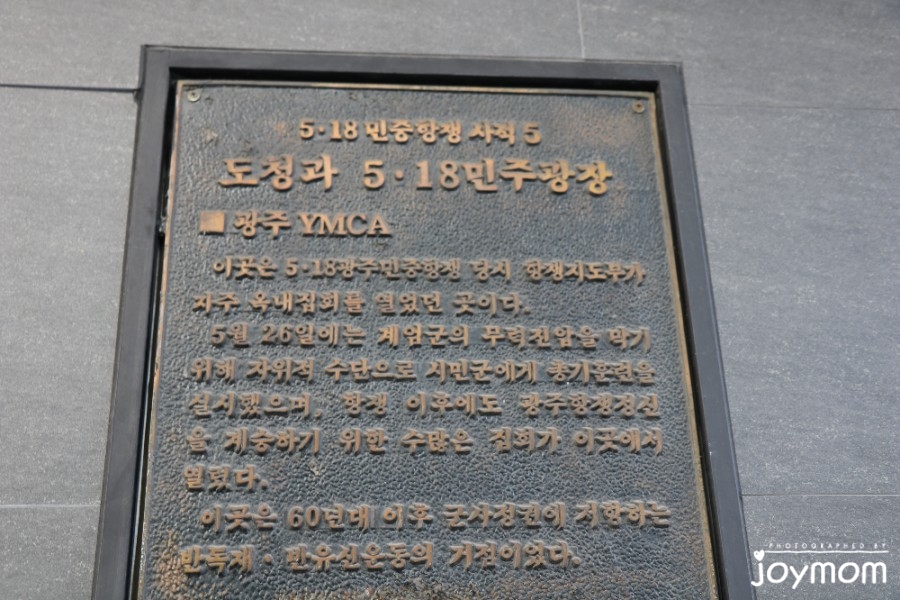 5·18 민중항쟁 사적 5
도청과 5·18민주광장
광주 YMCA
이곳은 5·18광주민중항쟁 당시 항쟁지도부가
자주 옥내집회를 열었던 곳이다.
5월 26일에는 계엄군의 무력진압을 막기
위해 자위적 수단으로 시민군에게 총기훈련을
실시했으며, 항쟁 이후에도 광주항쟁정신
을 계승하기 위한 수많은 집회가 이곳에서
열렸다.
이곳은 60년대 이후 군사정권에 저항하는
반독재·반유신운동의 거점이었다.
PHOTOGRAPHED BY
joymom